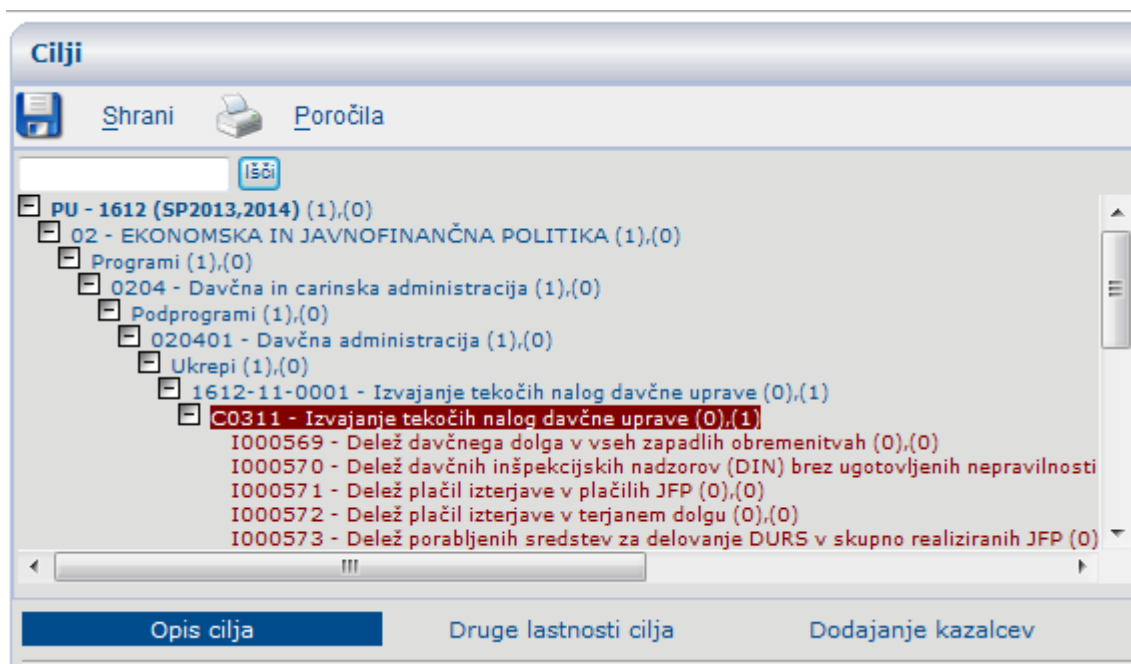 Cilji
Shrani Poročila
Išči
PU - 1612 (SP2013,2014) (1),(0)
02 - EKONOMSKA IN JAVNOFINANČNA POLITIKA (1),(0)
Programi (1),(0)
0204 - Davčna in carinska administracija (1),(0)
Podprogrami (1),(0)
020401 - Davčna administracija (1),(0)
Ukrepi (1),(0)
1612-11-0001 - Izvajanje tekočih nalog davčne uprave (0),(1)
C0311 - Izvajanje tekočih nalog davčne uprave (0),(1)
I000569 - Delež davčnega dolga v vseh zapadlih obremenitvah (0),(0)
I000570 - Delež davčnih inšpekcijskih nadzorov (DIN) brez ugotovljenih nepravilnosti
I000571 - Delež plačil izterjave v plačilih JFP (0),(0)
I000572 - Delež plačil izterjave v terjanem dolgu (0),(0)
I000573 - Delež porabljenih sredstev za delovanje DURS v skupno realiziranih JFP (0)
Opis cilja Druge lastnosti cilja Dodajanje kazalcev